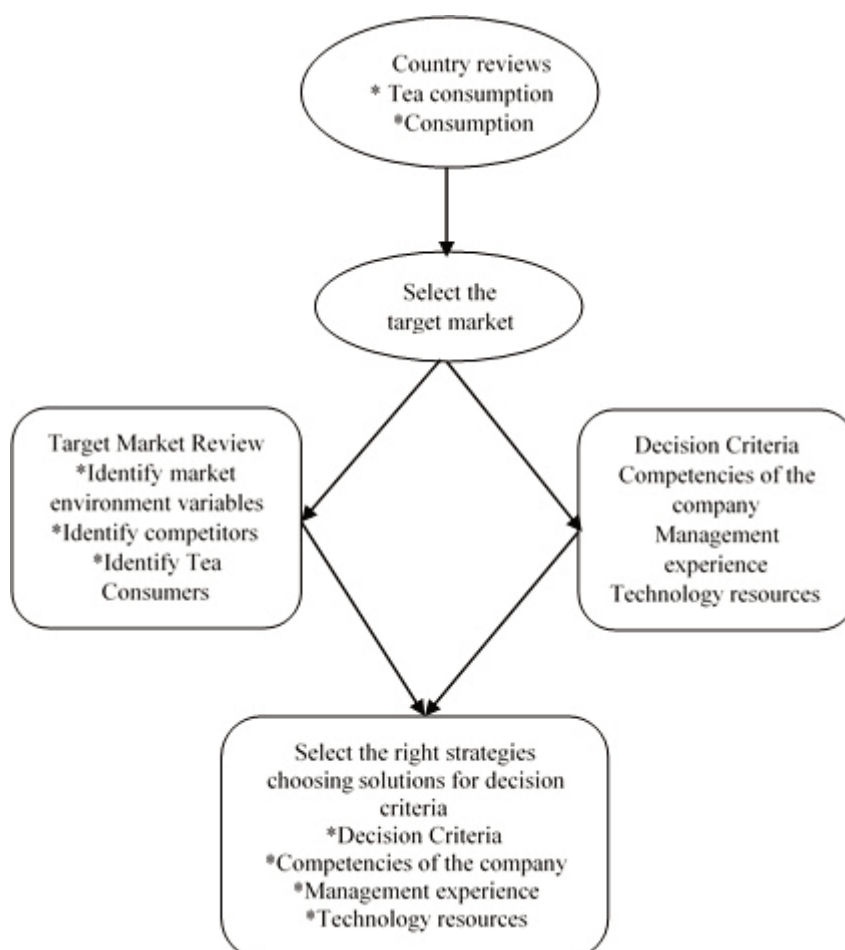 Country reviews
* Tea consumption
*Consumption
Select the
target market
Target Market Review
*Identify market
environment variables
*Identify competitors
*Identify Tea
Consumers
Decision Criteria
Competencies of the
company
Management
experience
Technology resources
Select the right strategies
choosing solutions for decision
criteria
*Decision Criteria
*Competencies of the company
*Management experience
*Technology resources